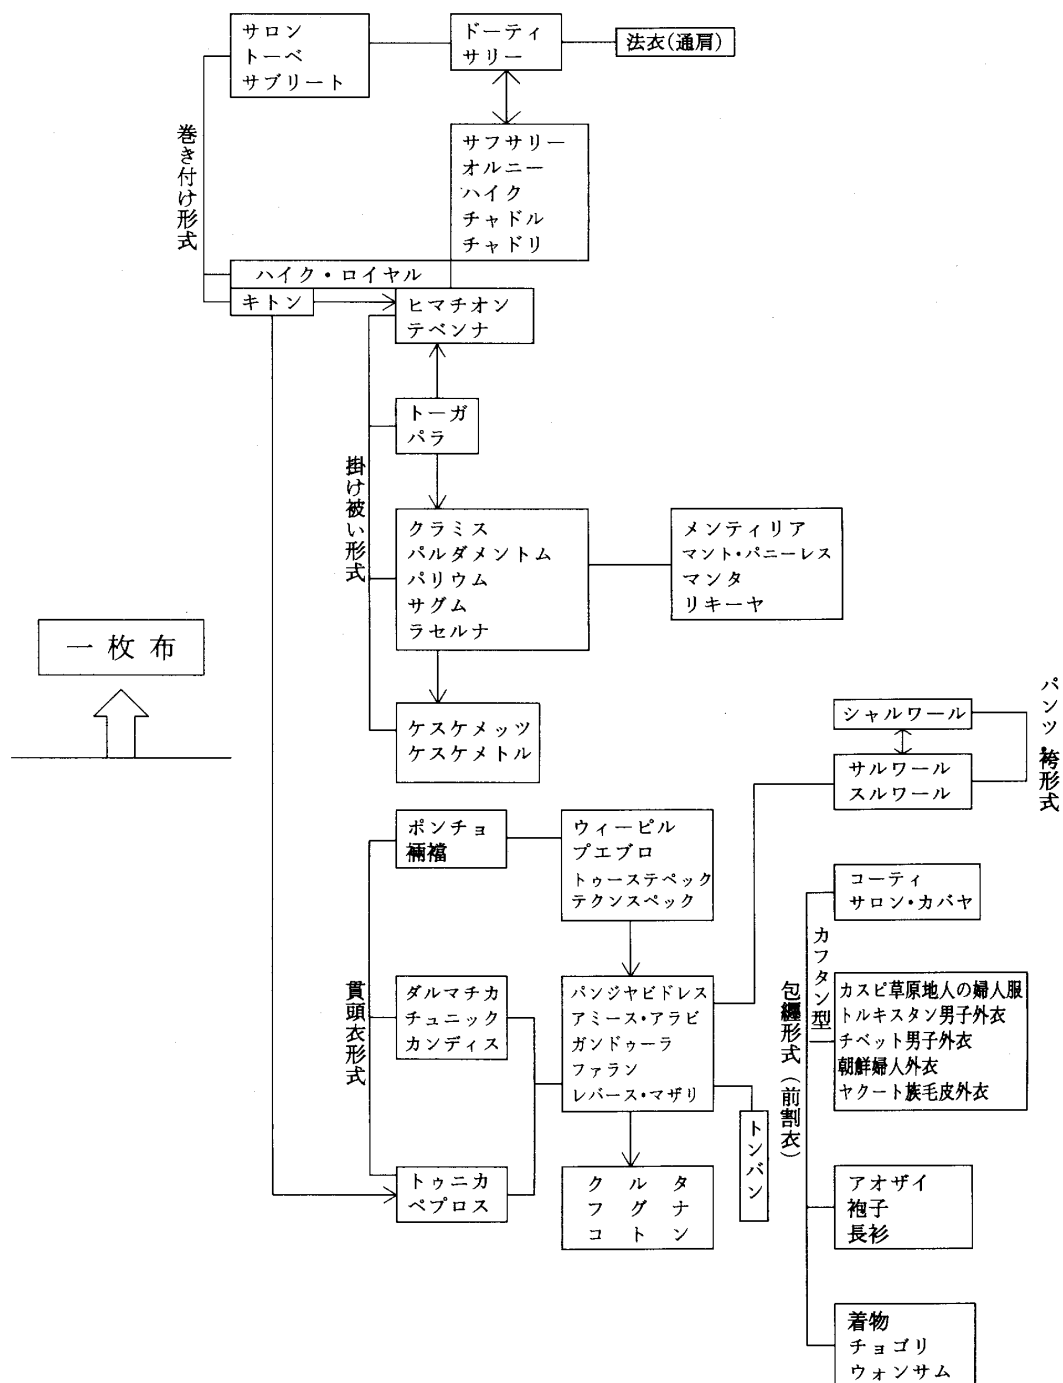 サロン
トーベ
サブリート
ドーティ
サリー
法衣(通肩)
巻き付け形式
サフサリー
オルニー
ハイク
チャドル
チャドリ
ハイク・ロイヤル
キトン
ヒマチオン
テベンナ
トーガ
パラ
掛け被い形式
クラミス
パルダメントム
パリウム
サグム
ラセルナ
メンティリア
マント・パニーレス
マンタ
リキーヤ
一枚布
ケスケメッツ
ケスケメトル
シャルワール
サルワール
スルワール
パンツ・袴形式
ポンチョ
裲襠
ウィーピル
プエブロ
トゥーステペック
テクンスペック
貫頭衣形式
ダルマチカ
チュニック
カンディス
パンジャビドレス
アミース・アラビ
ガンドゥーラ
ファラン
レバース・マザリ
トンバン
トゥニカ
ペプロス
クルタ
フグナ
コトン
包纒形式(前割衣)
カフタン型
コーティ
サロン・カバヤ
カスピ草原地人の婦人服
トルキスタン男子外衣
チベット男子外衣
朝鮮婦人外衣
ヤクート族毛皮外衣
アオザイ
袍子
長衫
着物
チョゴリ
ウォンサム